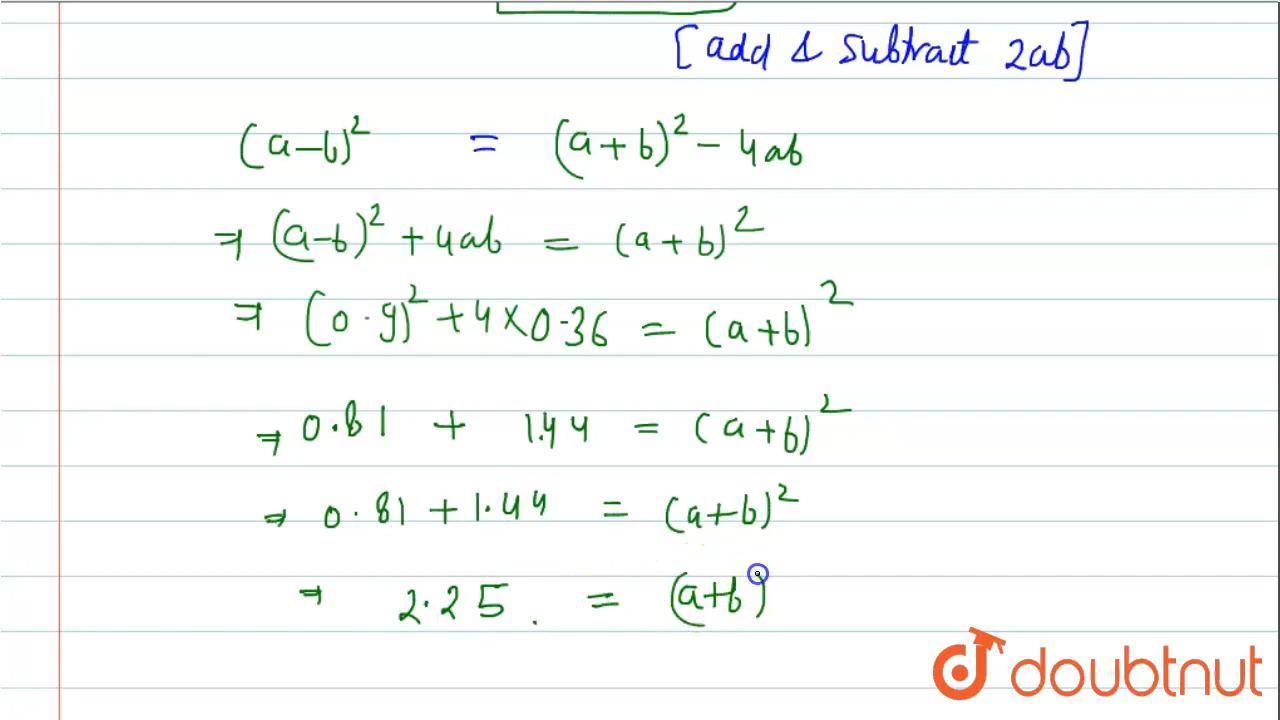 [add & subtract 2ab]
(a-b)² = (a+b)² - 4ab
⇒ (a-b)² + 4ab = (a+b)²
⇒ (0.9)² + 4×0.36 = (a+b)²
⇒ 0.81 + 1.44 = (a+b)²
⇒ 0.81 + 1.44 = (a+b)²
⇒ 2.25. = (a+b)
doubtnut